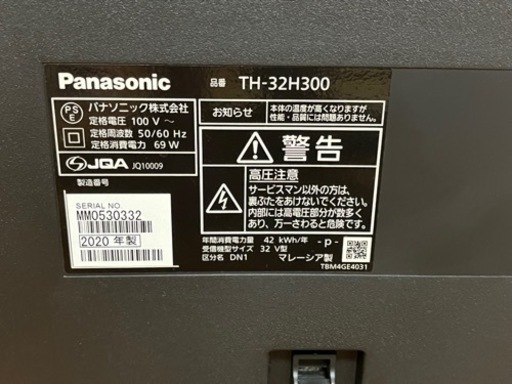 Panasonic 品番 TH-32H300
PS
E
パナソニック株式会社
定格電圧 100 V ～
定格周波数 50/60 Hz
定格消費電力 69 W
JQA JQ10009
製造番号
SERIAL NO.
MM0530332
2020 年製
お知らせ
本体の温度が高くなりますが
性能・品質には問題ありません。
警告
高圧注意
サービスマン以外の方は、
裏ぶたをあけないでください。
内部には高電圧部分が数多く
あり、万一さわると危険です。
年間消費電力量 42 kWh/年
受信機型サイズ 32 V型
区分名 DN1
-p-
マレーシア製
TBM4GE4031